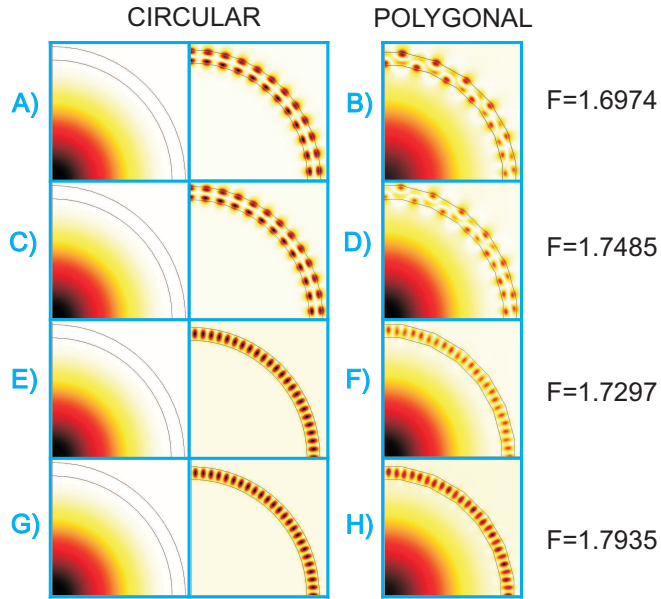 CIRCULAR POLYGONAL
A) B) F=1.6974
C) D) F=1.7485
E) F) F=1.7297
G) H) F=1.7935